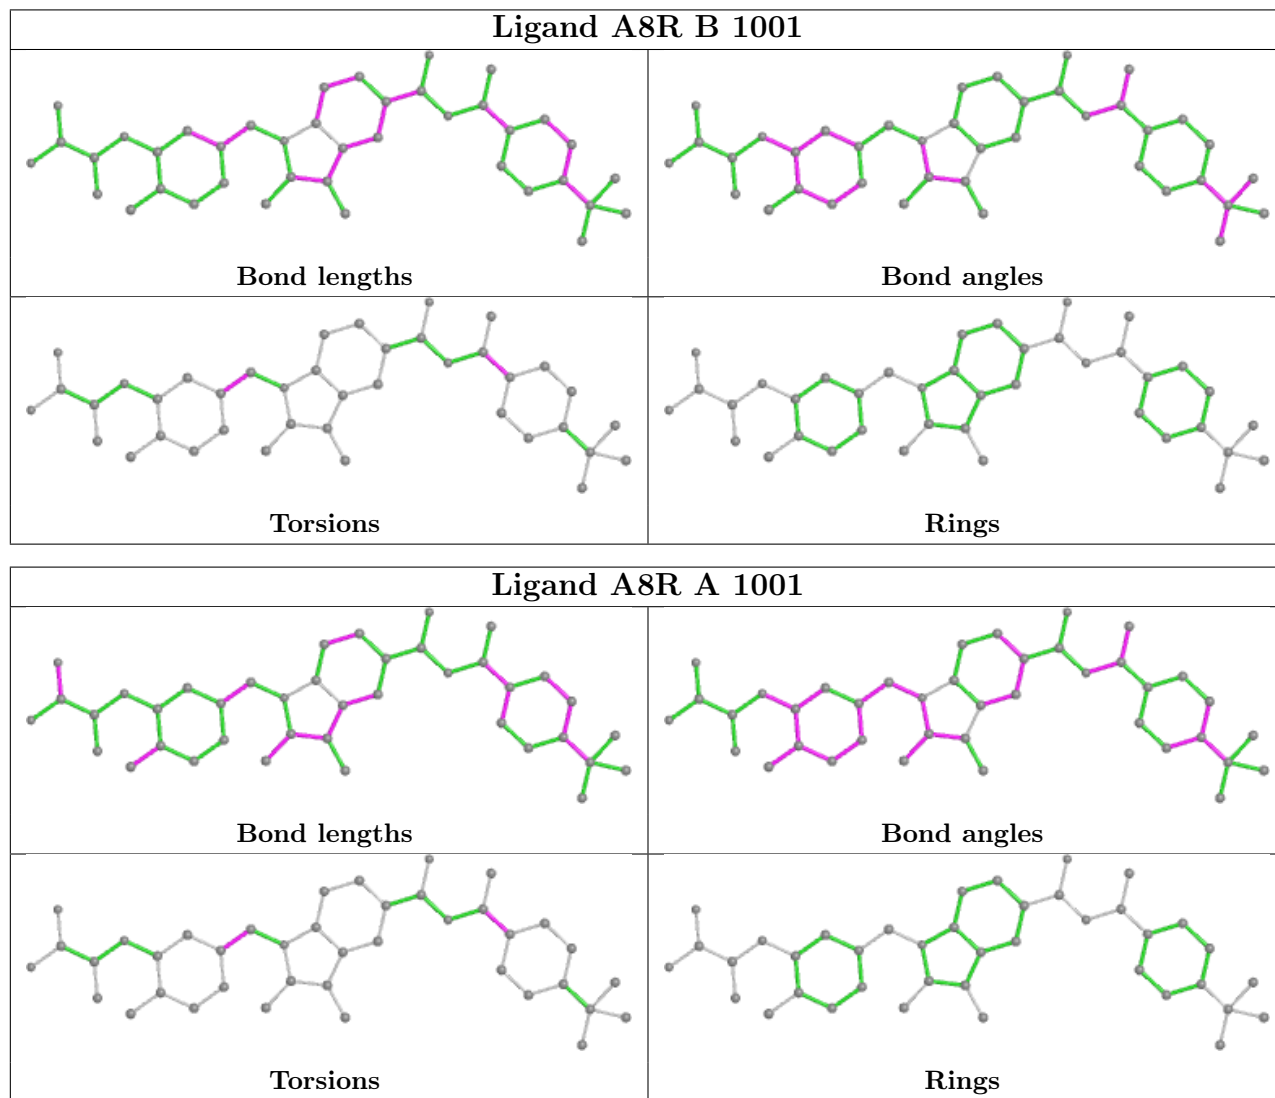 Ligand A8R B 1001
Bond lengths
Bond angles
Torsions
Rings
Ligand A8R A 1001
Bond lengths
Bond angles
Torsions
Rings